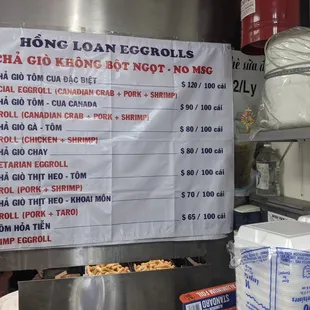 HỒNG LOAN EGGROLLS
CHẢ GIÒ KHÔNG BỘT NGỌT - NO MSG
HẢ GIÒ TÔM CUA ĐẶC BIỆT
CIAL EGGROLL (CANADIAN CRAB + PORK + SHRIMP)
$ 120 / 100 cái
HẢ GIÒ TÔM - CUA CANADA
ROLL (CANADIAN CRAB + PORK + SHRIMP)
$ 90 / 100 cái
HẢ GIÒ GÀ - TÔM
ROLL (CHICKEN + SHRIMP)
$ 80 / 100 cái
HẢ GIÒ CHAY
ETARIAN EGGROLL
$ 80 / 100 cái
HẢ GIÒ THỊT HEO - TÔM
ROLL (PORK + SHRIMP)
$ 80 / 100 cái
HẢ GIÒ THỊT HEO - KHOAI MÔN
ROLL (PORK + TARO)
$ 70 / 100 cái
ÔM HỎA TIỄN
IMP EGGROLL
$ 65 / 100 cái
2/Ly
STANDARD